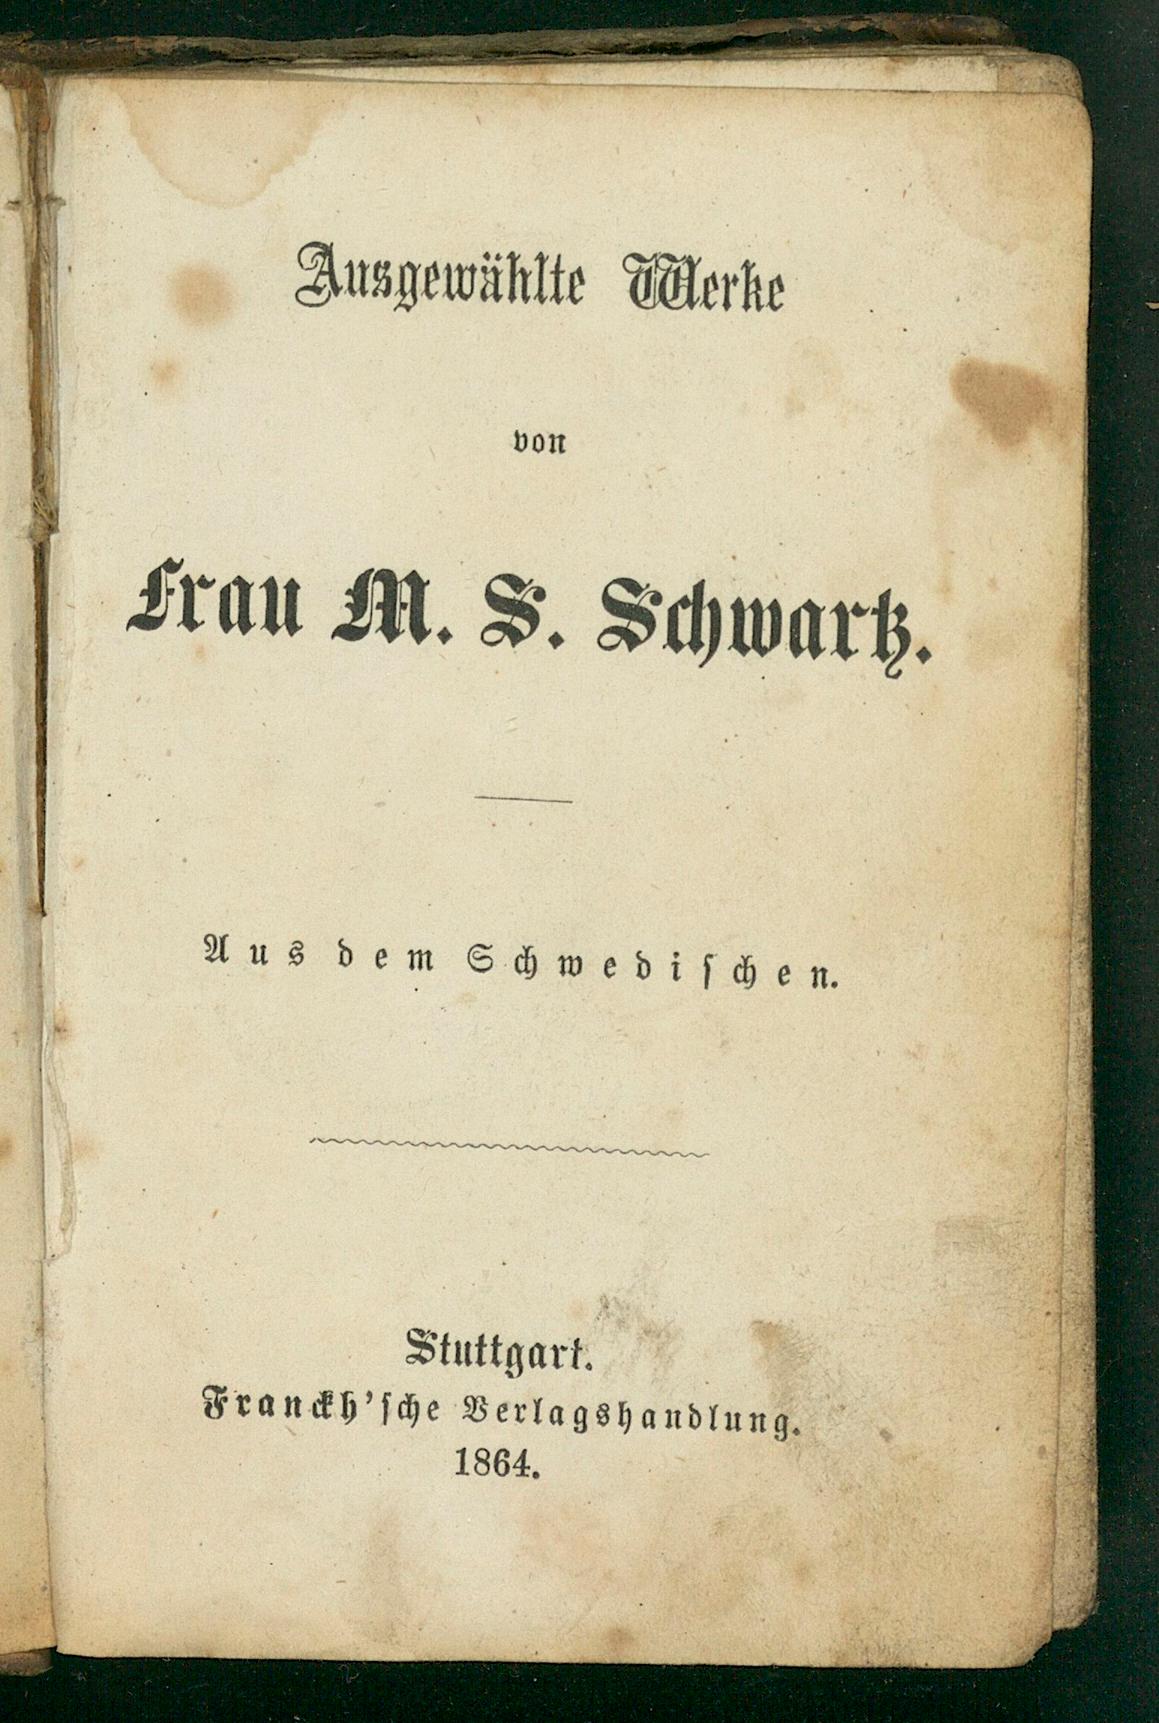 Ausgewählte Werke
von
Frau M. S. Schwartz.
Aus dem Schwedischen.
Stuttgart.
Franckh'sche Verlagshandlung.
1864.